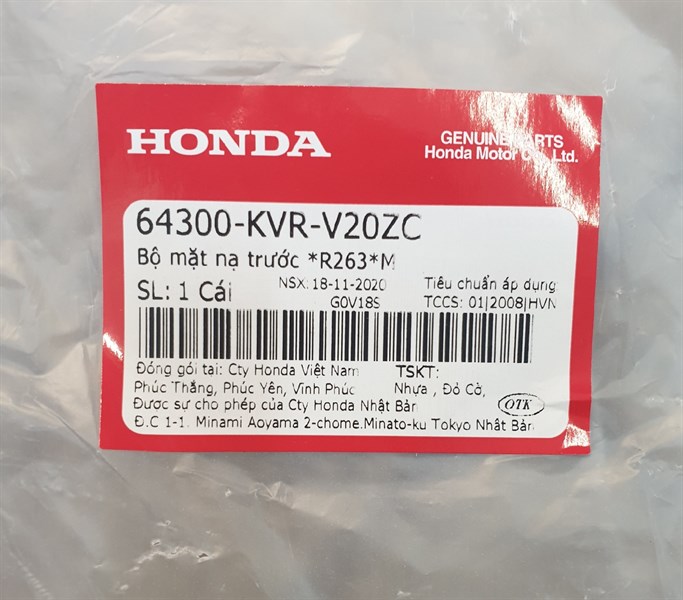 HONDA
GENUINE PARTS
Honda Motor Co., Ltd.
64300-KVR-V20ZC
Bộ mặt nạ trước *R263*M
SL: 1 Cái
NSX: 18-11-2020
G0V18S
Tiêu chuẩn áp dụng
TCCS: 01|2008|HVN
Đóng gói tại: Cty Honda Việt Nam
Phúc Thắng, Phúc Yên, Vĩnh Phúc
TSKT:
Nhựa , Đỏ Cờ,
Được sự cho phép của Cty Honda Nhật Bản
Đ.C 1-1. Minami Aoyama 2-chome.Minato-ku Tokyo Nhật Bản
OTK